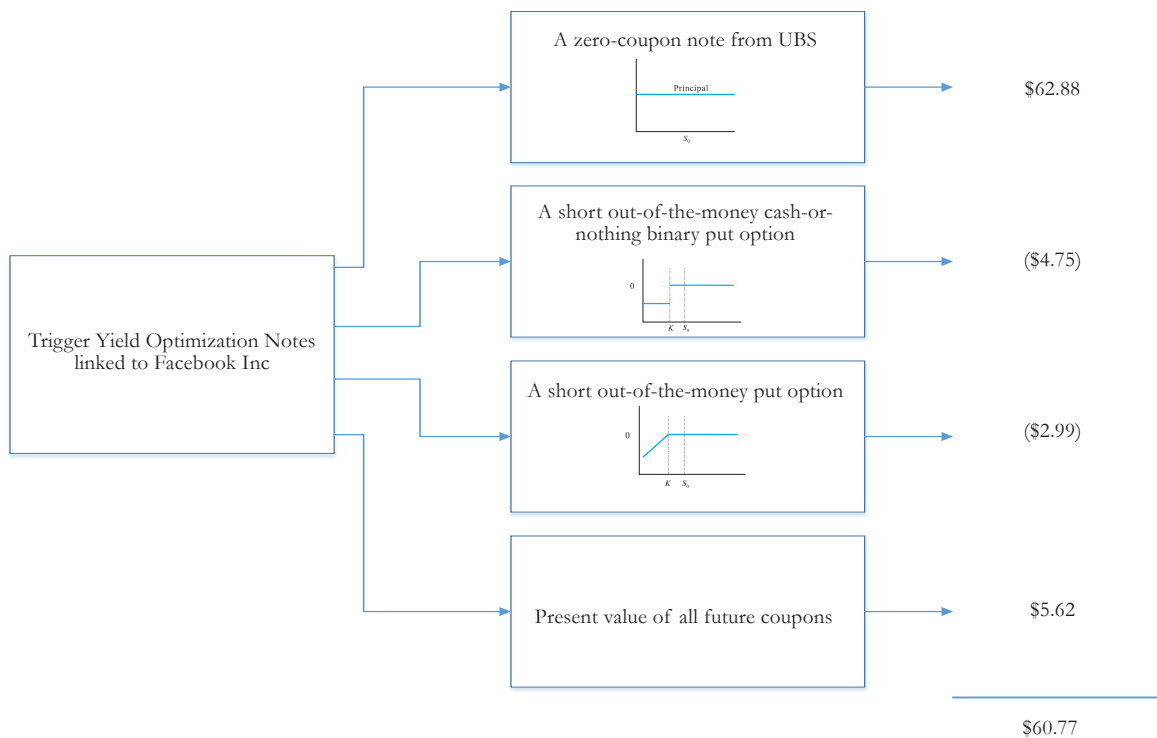 A zero-coupon note from UBS
Principal
S₀
$62.88
A short out-of-the-money cash-or-
nothing binary put option
0
K S₀
($4.75)
Trigger Yield Optimization Notes
linked to Facebook Inc
A short out-of-the-money put option
0
K S₀
($2.99)
Present value of all future coupons
$5.62
$60.77